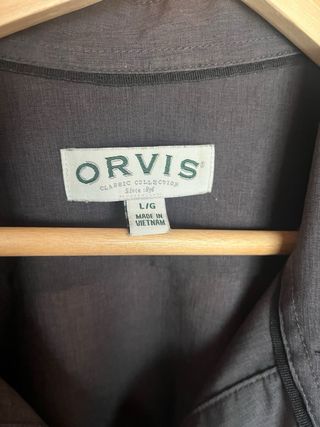 ORVIS®
CLASSIC COLLECTION
Since 1856
L/G
MADE IN
VIETNAM